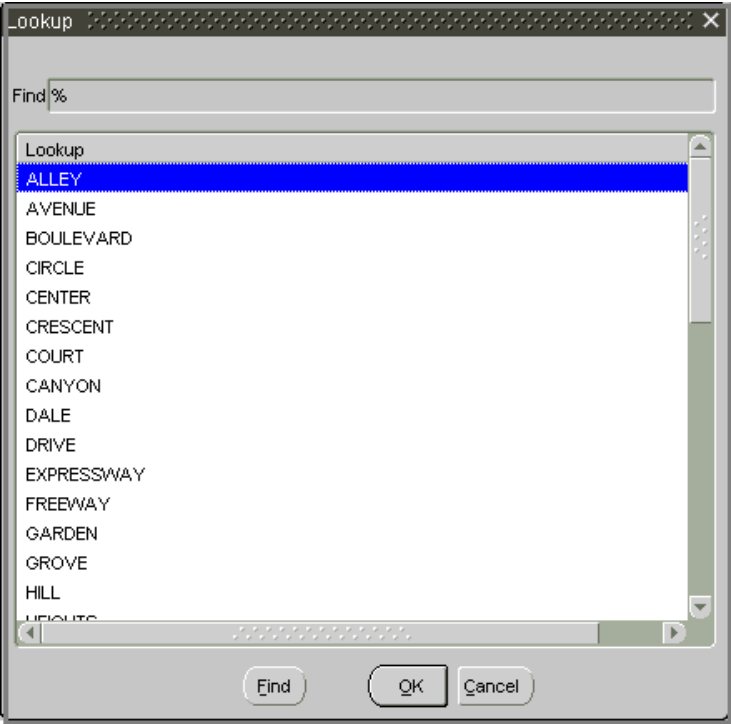 Lookup
Find %
Lookup
ALLEY
AVENUE
BOULEVARD
CIRCLE
CENTER
CRESCENT
COURT
CANYON
DALE
DRIVE
EXPRESSWAY
FREEWAY
GARDEN
GROVE
HILL
HEIGHTS
Find OK Cancel